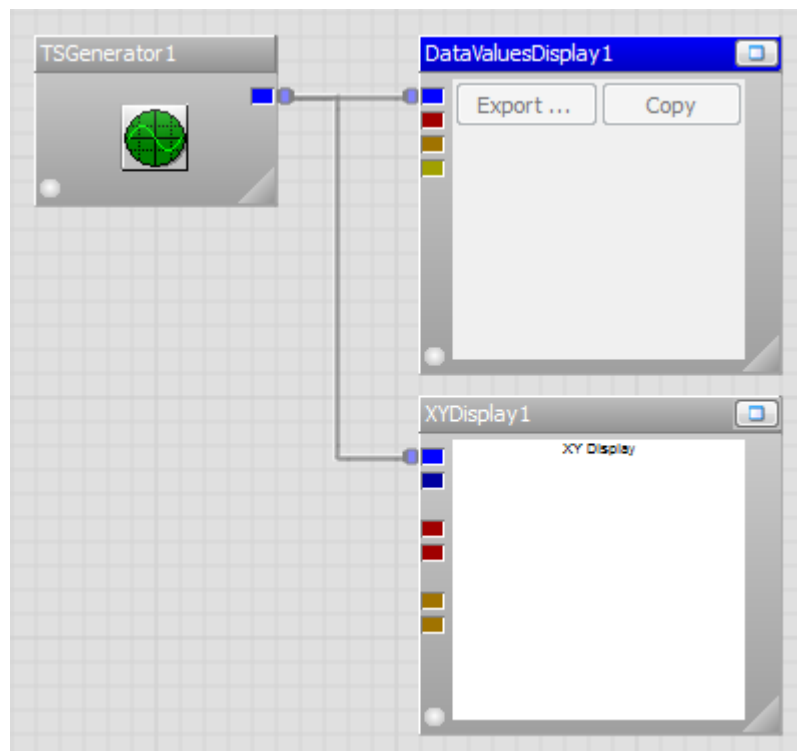 TSGenerator1
DataValuesDisplay1
Export ...
Copy
XYDisplay1
XY Display